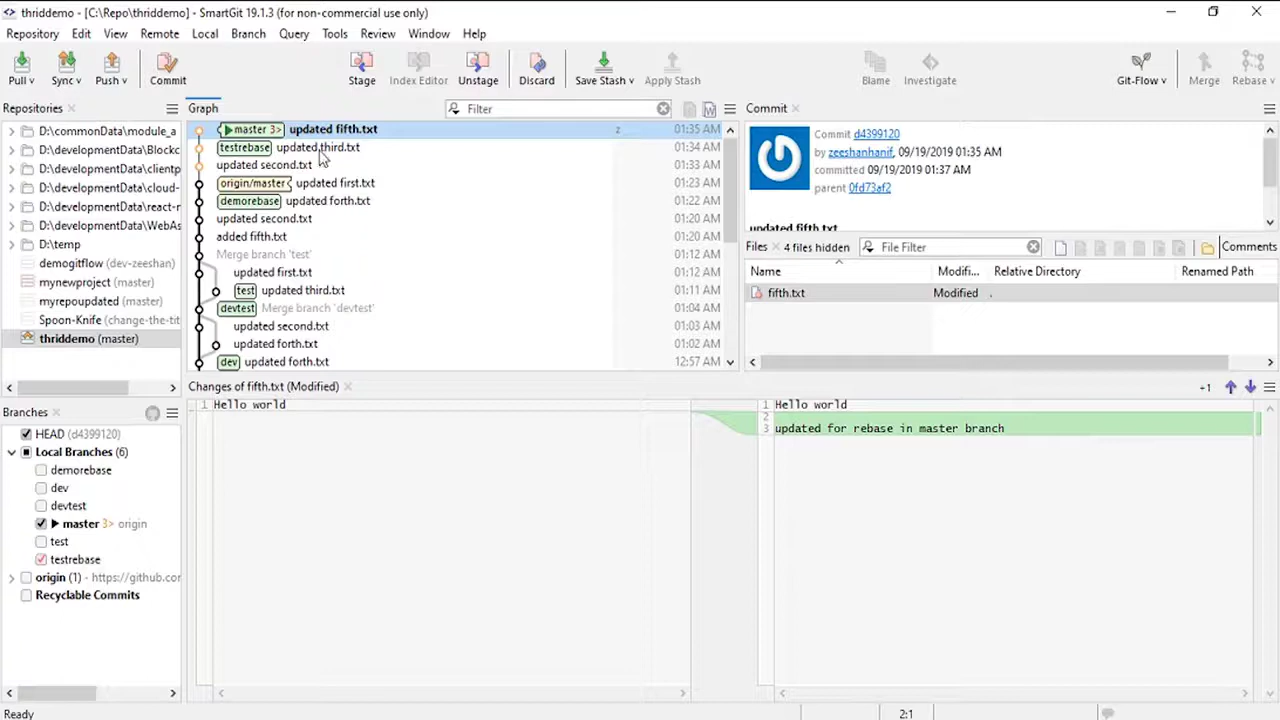 thriddemo - [C:\Repo\thriddemo] - SmartGit 19.1.3 (for non-commercial use only)
Repository Edit View Remote Local Branch Query Tools Review Window Help
Pull Sync Push Commit Stage Index Editor Unstage Discard Save Stash Apply Stash Blame Investigate Git-Flow Merge Rebase
Repositories
D:\commonData\module_a
D:\developmentData\Blockc
D:\developmentData\clientp
D:\developmentData\cloud-
D:\developmentData\react-r
D:\developmentData\WebAs
D:\temp
demogitflow (dev-zeeshan)
mynewproject (master)
myrepoupdated (master)
Spoon-Knife (change-the-tit
thriddemo (master)
Graph
Filter
master 3> updated fifth.txt z 01:35 AM
testrebase updated third.txt 01:34 AM
updated second.txt 01:33 AM
origin/master updated first.txt 01:23 AM
demorebase updated forth.txt 01:22 AM
updated second.txt 01:20 AM
added fifth.txt 01:20 AM
Merge branch 'test' 01:12 AM
updated first.txt 01:12 AM
test updated third.txt 01:11 AM
devtest Merge branch 'devtest' 01:04 AM
updated second.txt 01:03 AM
updated forth.txt 01:02 AM
dev updated forth.txt 12:57 AM
Commit
Commit d4399120
by zeeshanhanif, 09/19/2019 01:35 AM
committed 09/19/2019 01:37 AM
parent 0fd73af2
updated fifth.txt
Files 4 files hidden File Filter Comments
Name Modifi... Relative Directory Renamed Path
fifth.txt Modified .
Branches
HEAD (d4399120)
Local Branches (6)
demorebase
dev
devtest
master 3> origin
test
testrebase
origin (1) - https://github.con
Recyclable Commits
Changes of fifth.txt (Modified) +1
1 Hello world
1 Hello world
2
3 updated for rebase in master branch
Ready 2:1